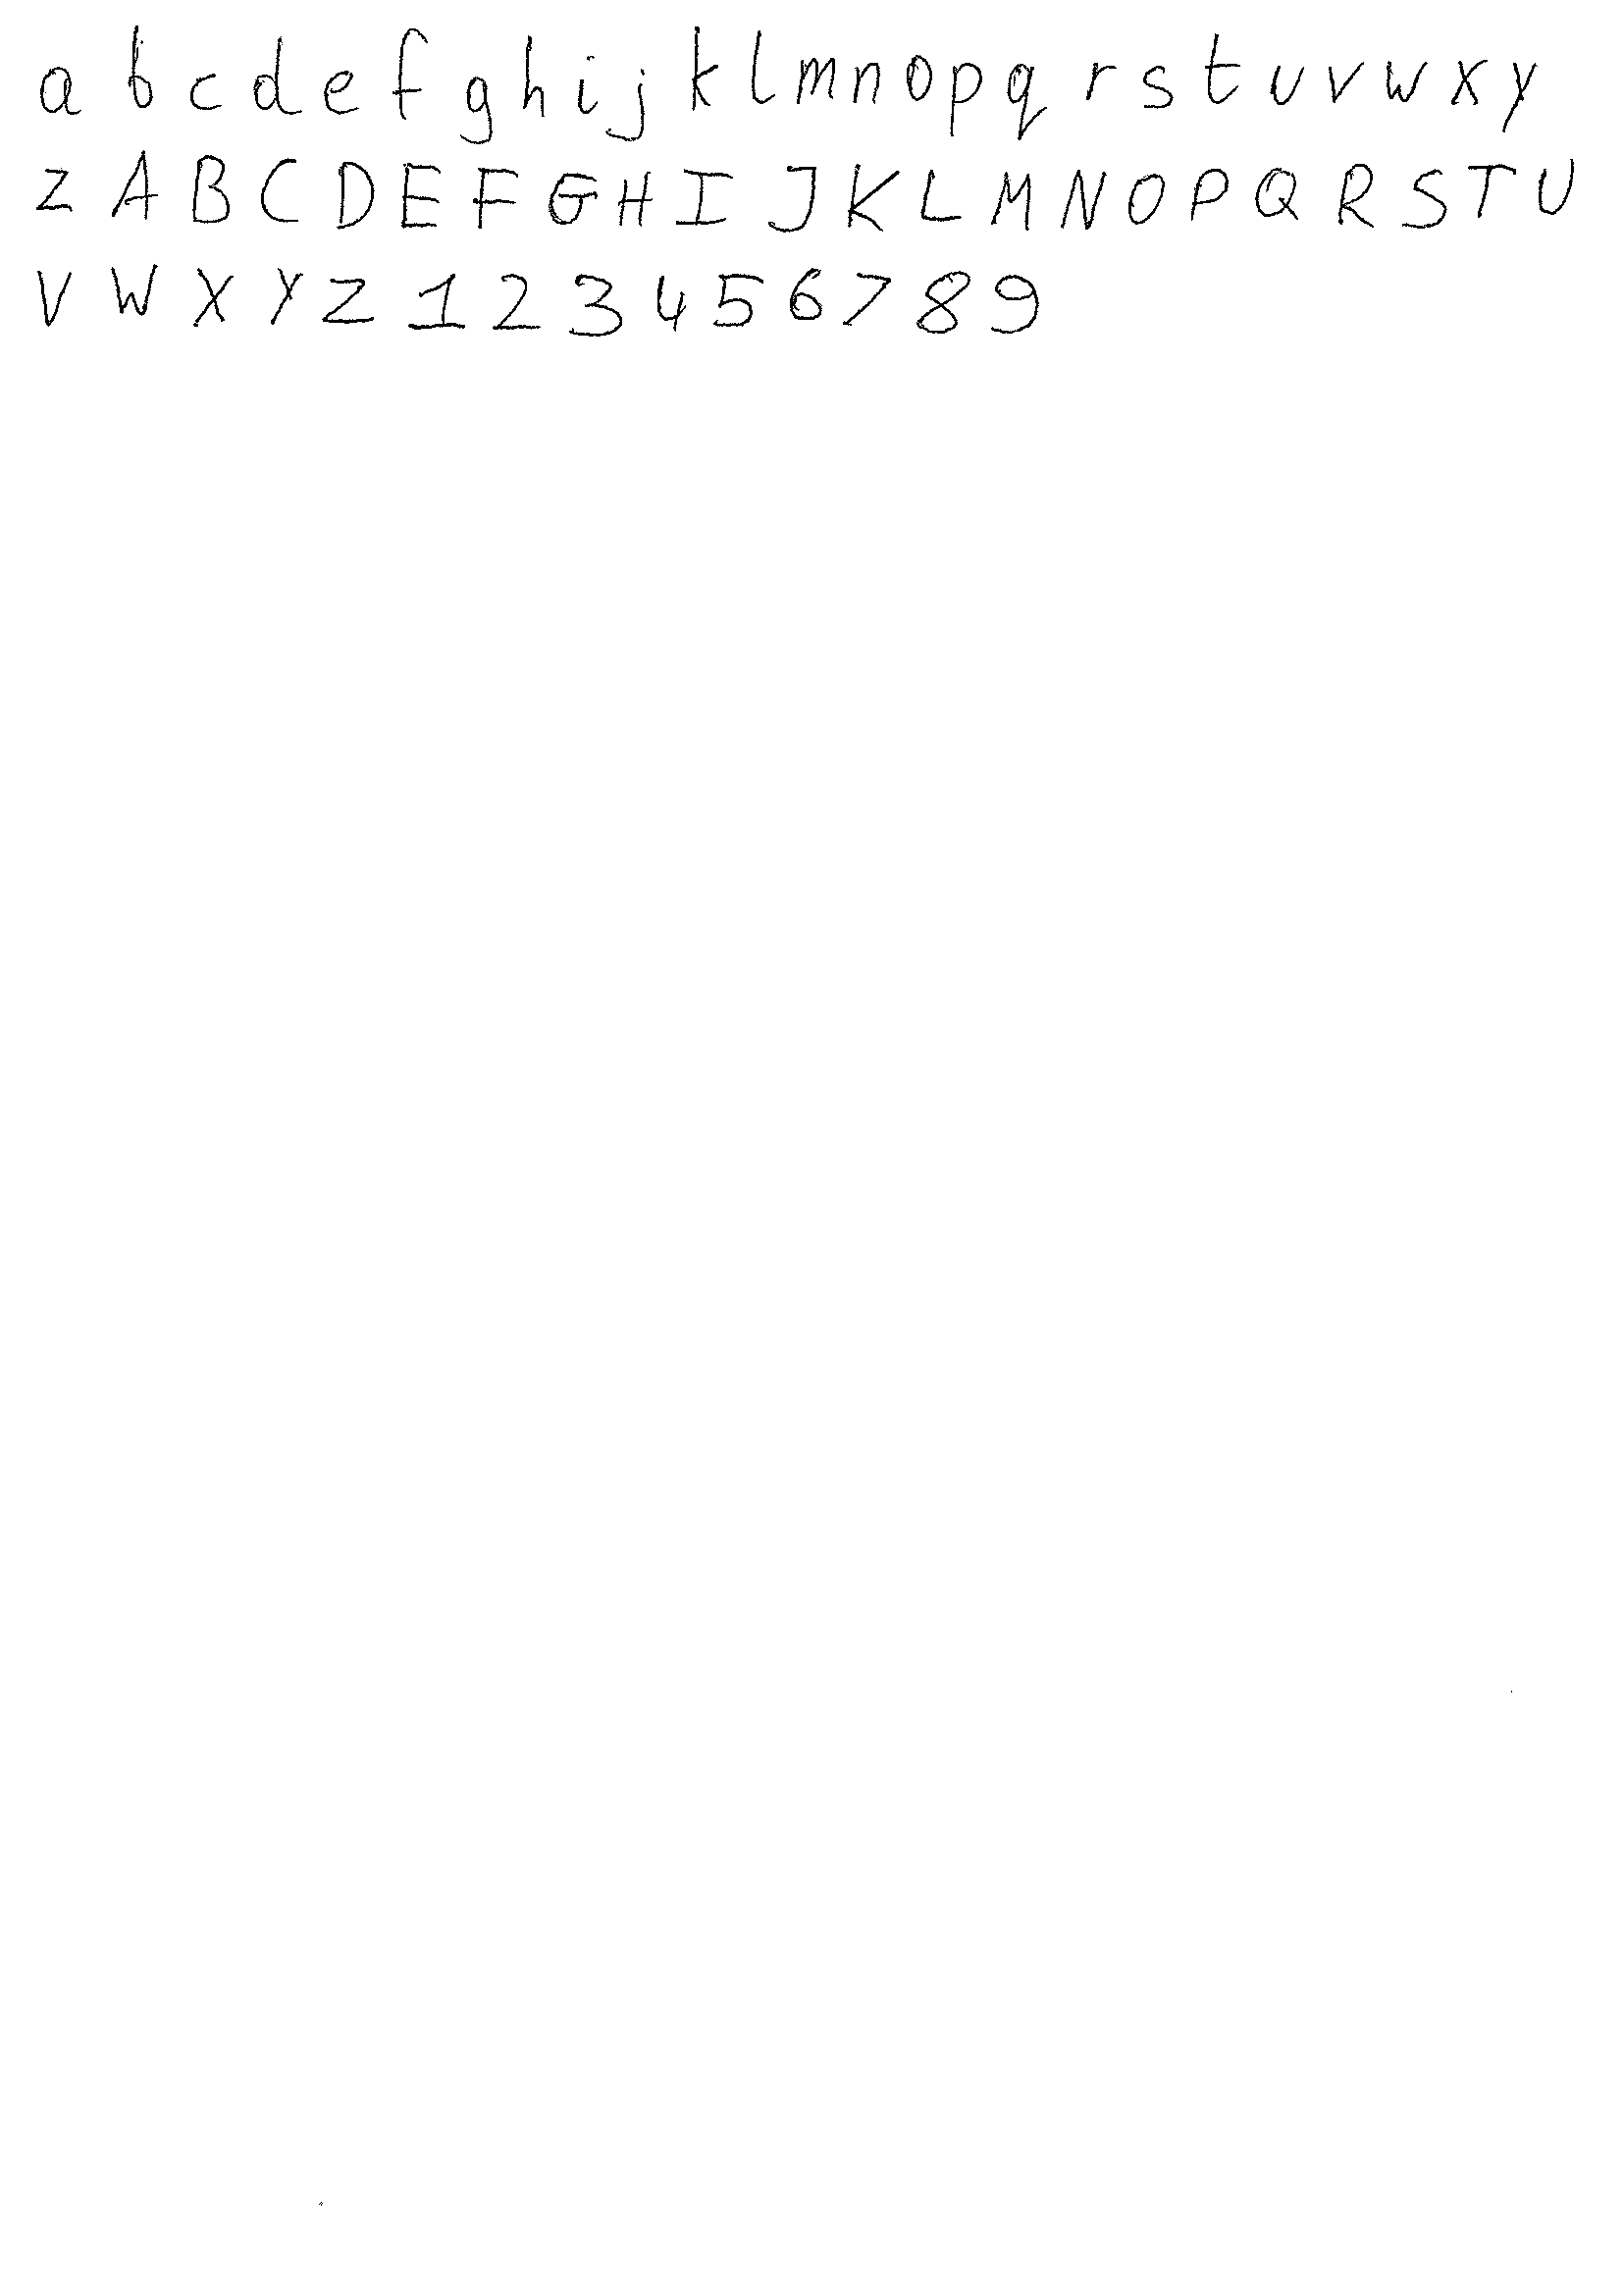 a b c d e f g h i j k l m n o p q r s t u v w x y
z A B C D E F G H I J K L M N O P Q R S T U
V W X Y Z 1 2 3 4 5 6 7 8 9